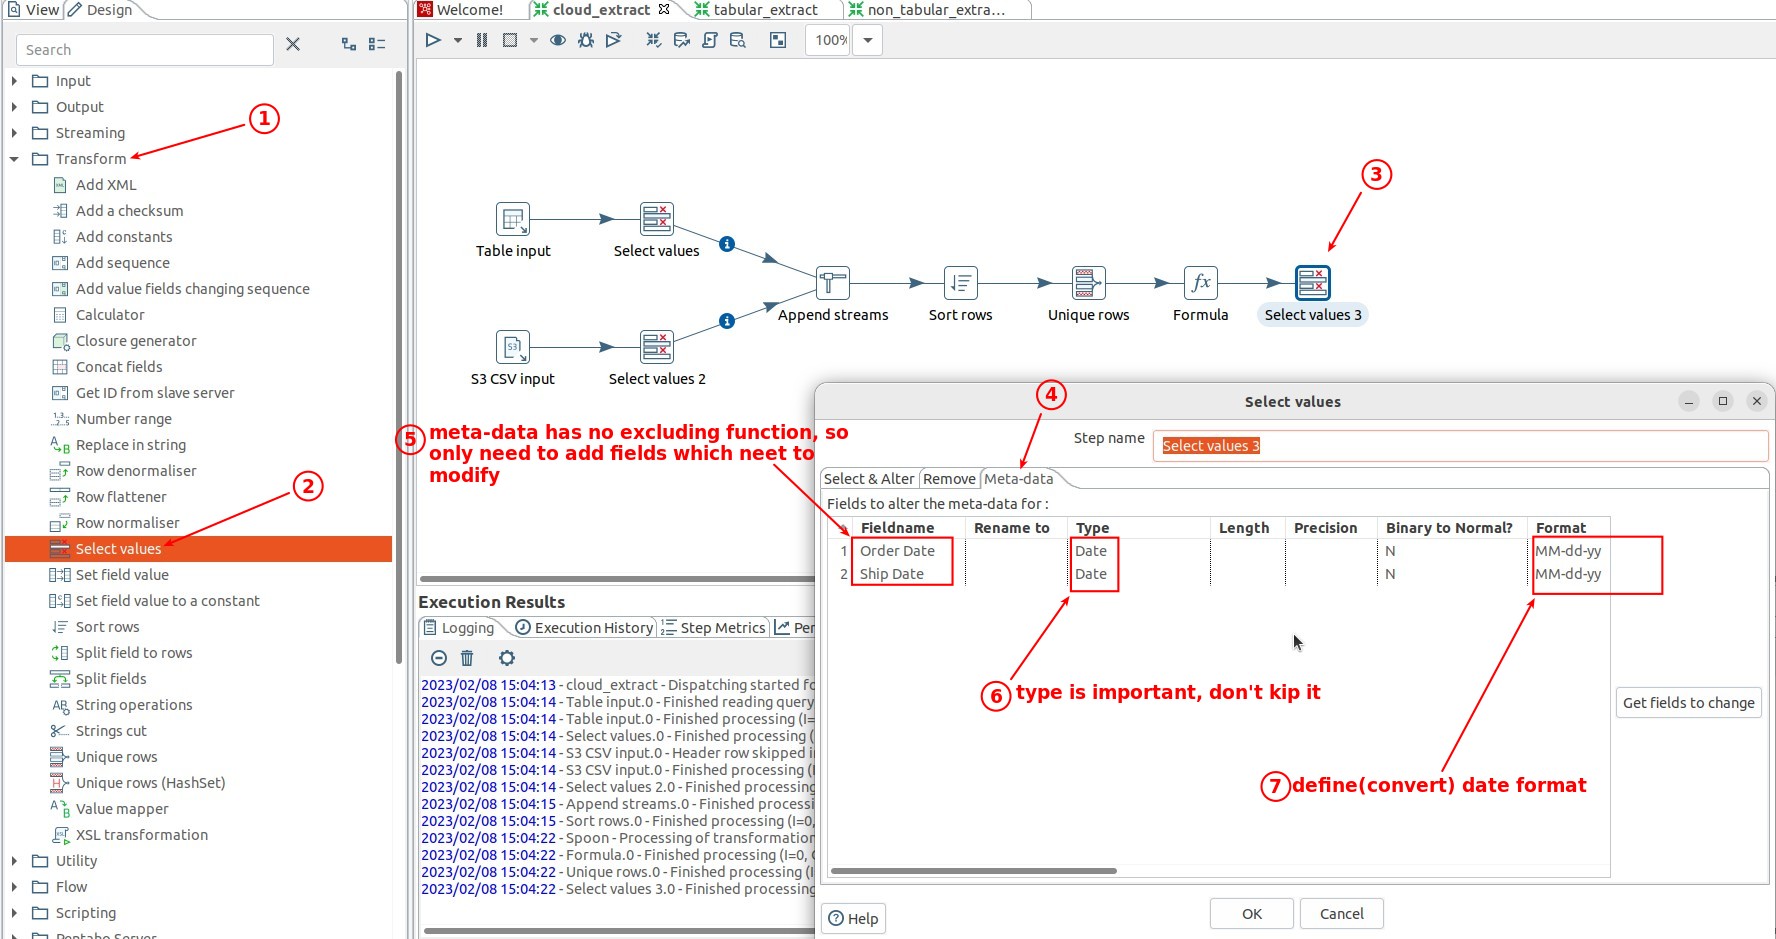 View
Design
Welcome!
cloud_extract
tabular_extract
non_tabular_extra...
Search
100%
Input
Output
Streaming
Transform
Add XML
Add a checksum
Add constants
Add sequence
Add value fields changing sequence
Calculator
Closure generator
Concat fields
Get ID from slave server
Number range
Replace in string
Row denormaliser
Row flattener
Row normaliser
Select values
Set field value
Set field value to a constant
Sort rows
Split field to rows
Split fields
String operations
Strings cut
Unique rows
Unique rows (HashSet)
Value mapper
XSL transformation
Utility
Flow
Scripting
Pentaho Server
1
2
3
Table input
Select values
Append streams
Sort rows
Unique rows
Formula
Select values 3
S3 CSV input
Select values 2
4
5 meta-data has no excluding function, so
only need to add fields which neet to
modify
Select values
Step name
Select values 3
Select & Alter
Remove
Meta-data
Fields to alter the meta-data for :
Fieldname Rename to Type Length Precision Binary to Normal? Format
1 Order Date Date N MM-dd-yy
2 Ship Date Date N MM-dd-yy
6 type is important, don't kip it
Get fields to change
7 define(convert) date format
Help
OK
Cancel
Execution Results
Logging
Execution History
Step Metrics
Per
2023/02/08 15:04:13 - cloud_extract - Dispatching started fo
2023/02/08 15:04:14 - Table input.0 - Finished reading query
2023/02/08 15:04:14 - Table input.0 - Finished processing (I=
2023/02/08 15:04:14 - Select values.0 - Finished processing (
2023/02/08 15:04:14 - S3 CSV input.0 - Header row skipped i
2023/02/08 15:04:14 - S3 CSV input.0 - Finished processing (I
2023/02/08 15:04:14 - Select values 2.0 - Finished processing
2023/02/08 15:04:15 - Append streams.0 - Finished processi
2023/02/08 15:04:15 - Sort rows.0 - Finished processing (I=0,
2023/02/08 15:04:22 - Spoon - Processing of transformation
2023/02/08 15:04:22 - Formula.0 - Finished processing (I=0, 
2023/02/08 15:04:22 - Unique rows.0 - Finished processing (I
2023/02/08 15:04:22 - Select values 3.0 - Finished processing